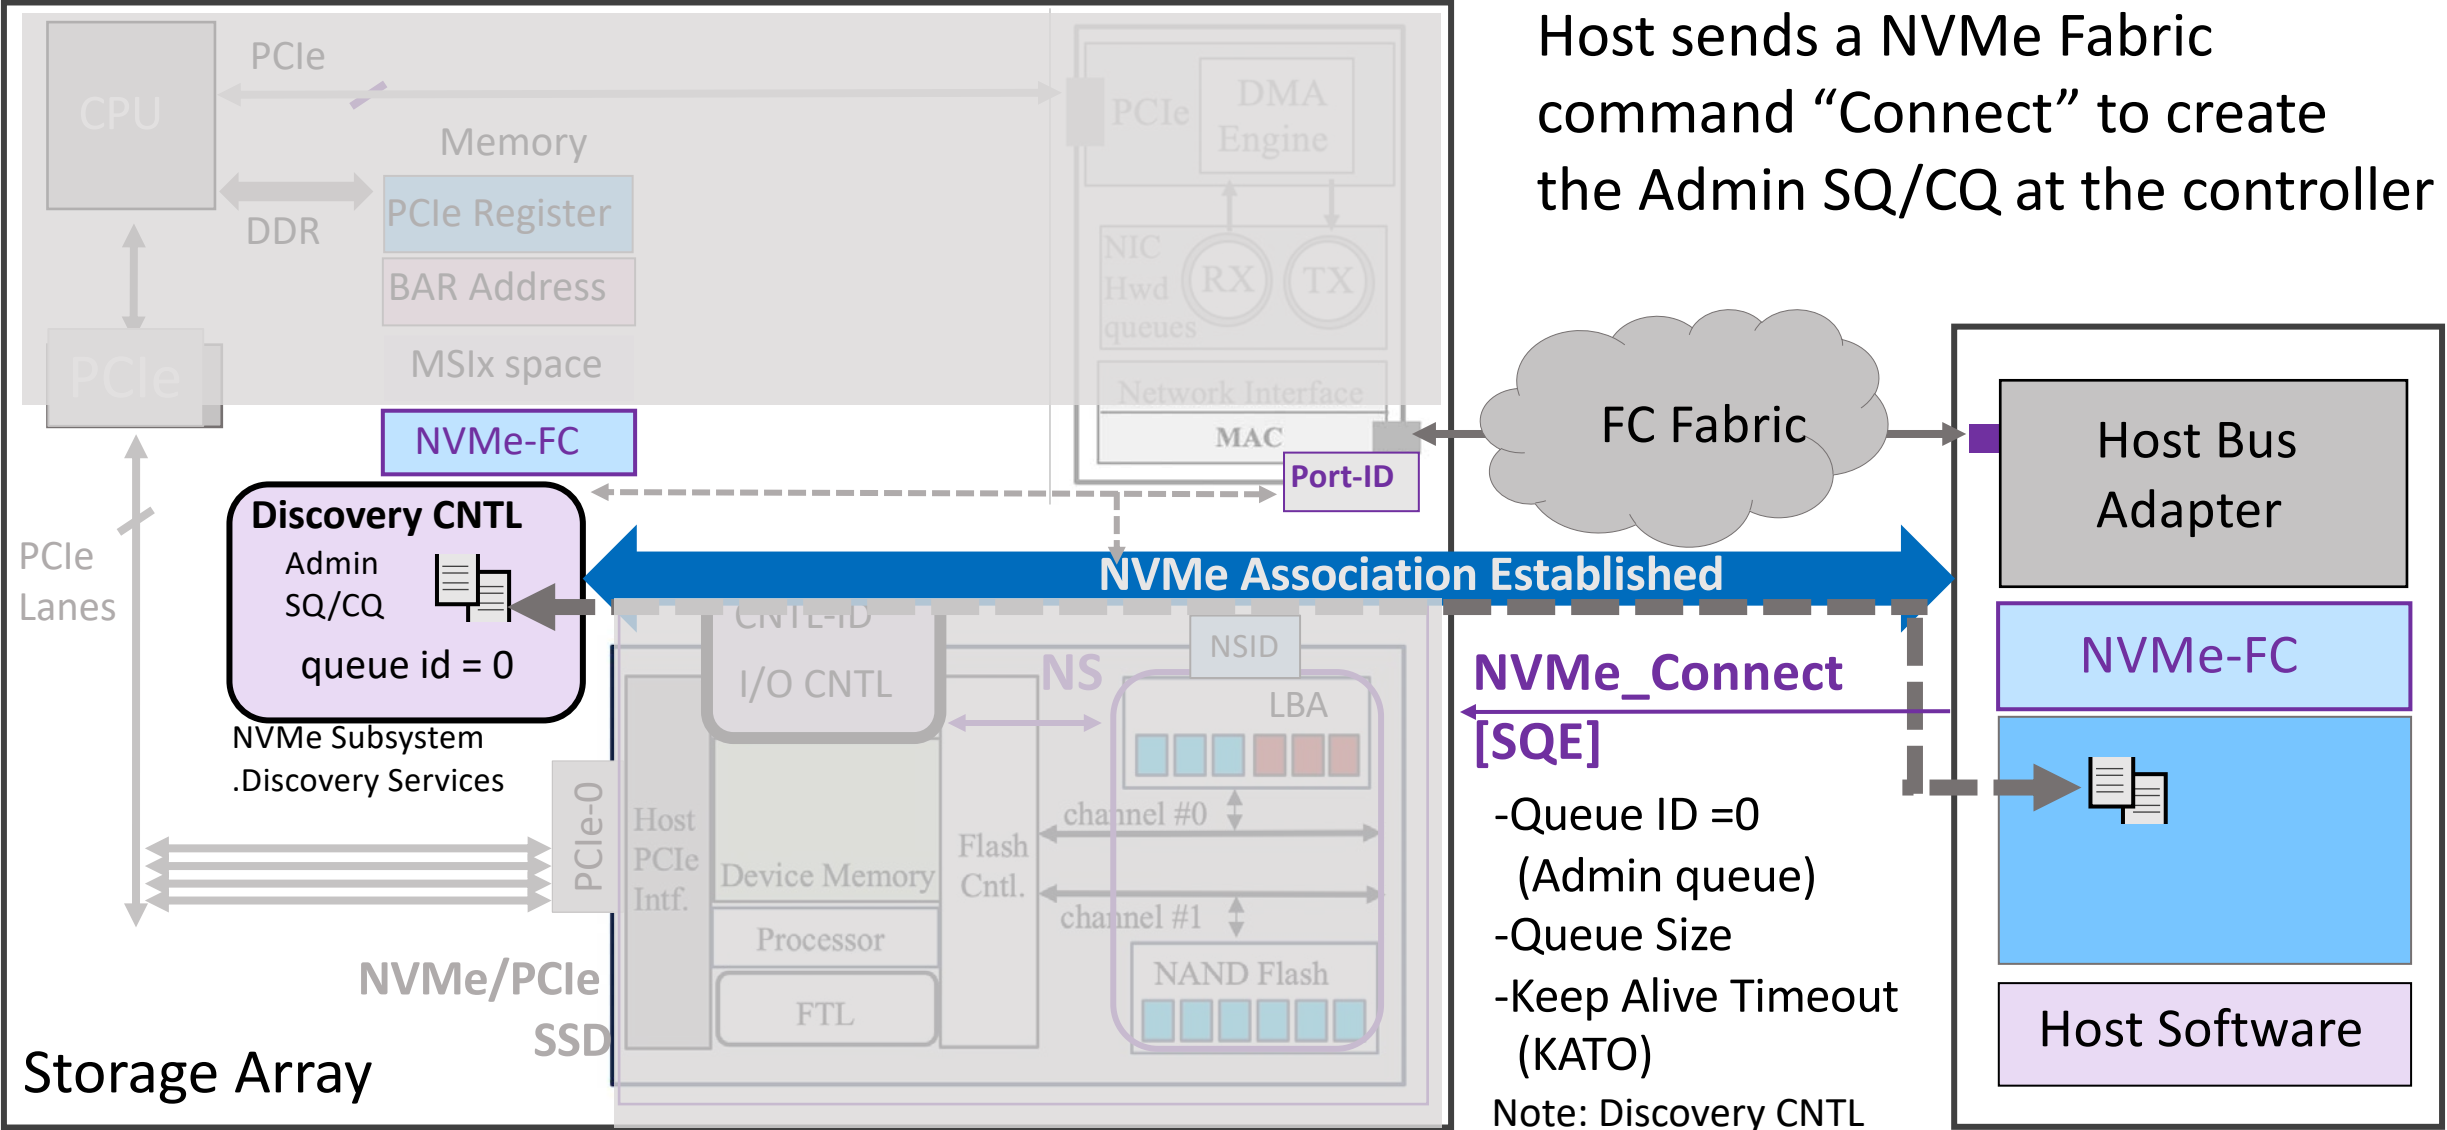 Host sends a NVMe Fabric
command “Connect” to create
the Admin SQ/CQ at the controller
PCIe
CPU
Memory
DDR
PCIe Register
BAR Address
MSIx space
PCIe
NVMe-FC
PCIe
DMA
Engine
NIC
Hwd
queues
RX
TX
Network Interface
MAC
Port-ID
FC Fabric
Host Bus
Adapter
NVMe-FC
Host Software
Discovery CNTL
Admin
SQ/CQ
queue id = 0
NVMe Subsystem
.Discovery Services
PCIe
Lanes
NVMe Association Established
CNTL-ID
I/O CNTL
NS
NSID
LBA
channel #0
channel #1
NAND Flash
PCIe-0
Host
PCIe
Intf.
Device Memory
Processor
FTL
Flash
Cntl.
NVMe/PCIe
SSD
Storage Array
NVMe_Connect
[SQE]
-Queue ID =0
(Admin queue)
-Queue Size
-Keep Alive Timeout
(KATO)
Note: Discovery CNTL